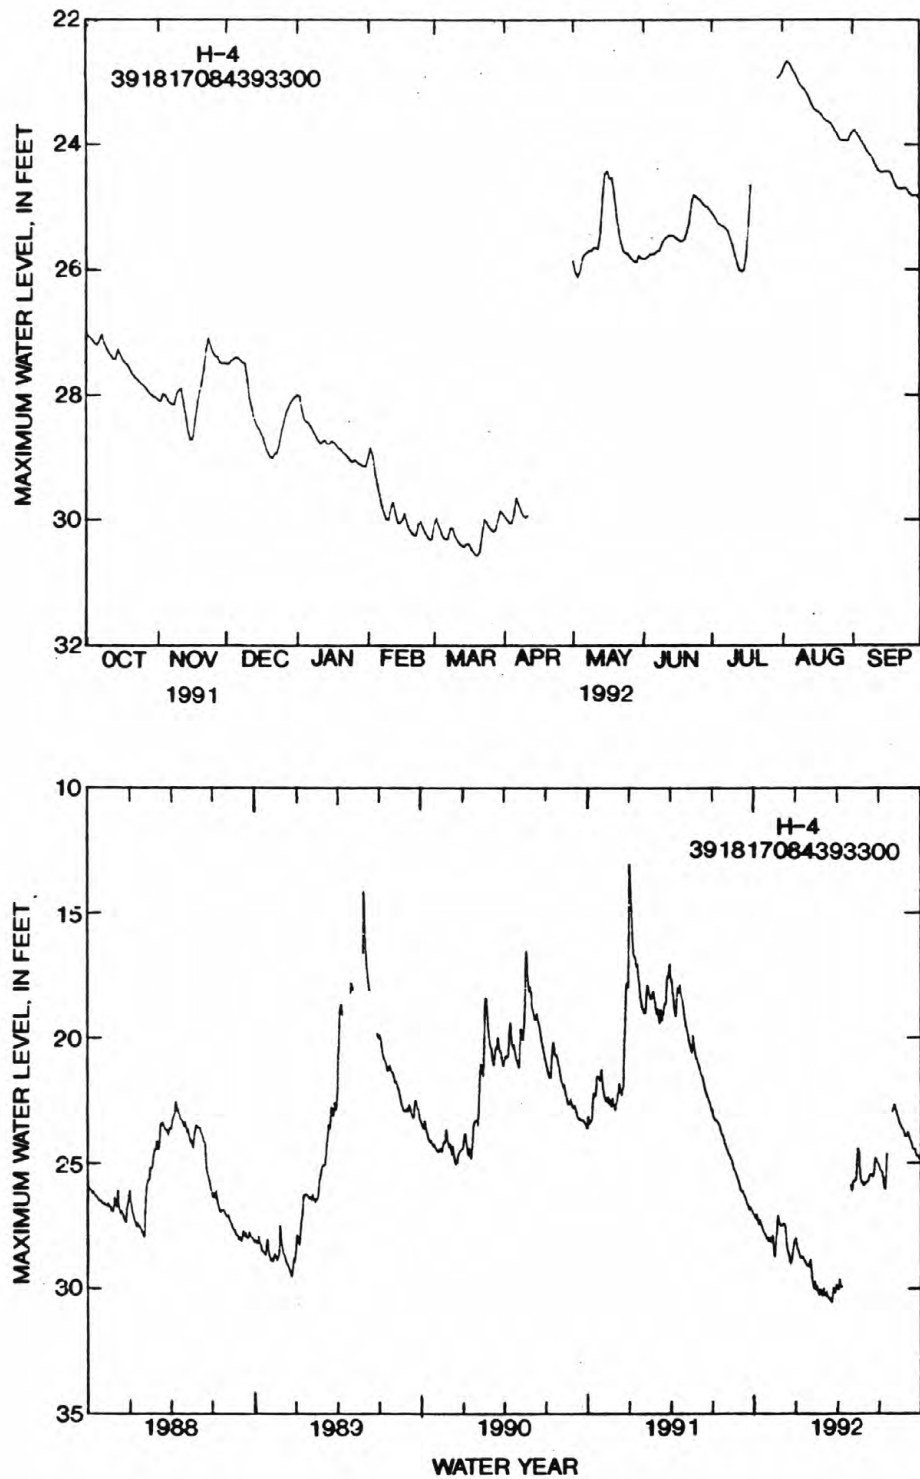 22
H-4
391817084393300
24
26
28
30
32
MAXIMUM WATER LEVEL, IN FEET
OCT NOV DEC JAN FEB MAR APR MAY JUN JUL AUG SEP
1991 1992
10
H-4
391817084393300
15
20
25
30
35
MAXIMUM WATER LEVEL, IN FEET
1988 1989 1990 1991 1992
WATER YEAR